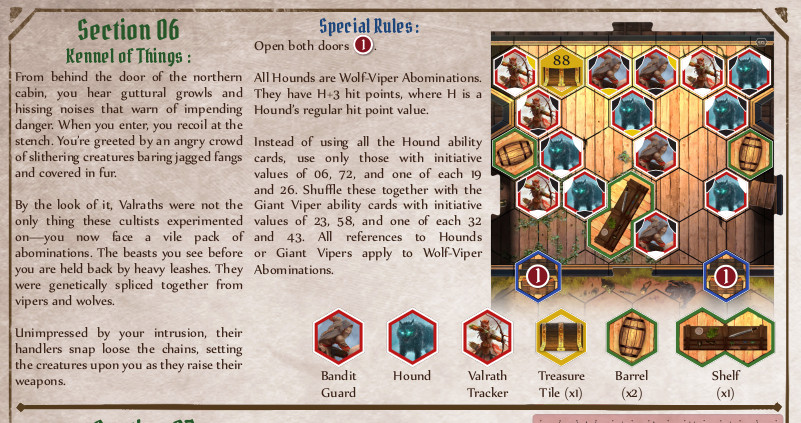 Section 06
Kennel of Things :
From behind the door of the northern
cabin, you hear guttural growls and
hissing noises that warn of impending
danger. When you enter, you recoil at the
stench. You're greeted by an angry crowd
of slithering creatures baring jagged fangs
and covered in fur.
By the look of it, Valraths were not the
only thing these cultists experimented
on—you now face a vile pack of
abominations. The beasts you see before
you are held back by heavy leashes. They
were genetically spliced together from
vipers and wolves.
Unimpressed by your intrusion, their
handlers snap loose the chains, setting
the creatures upon you as they raise their
weapons.
Special Rules:
Open both doors 1.
All Hounds are Wolf-Viper Abominations.
They have H+3 hit points, where H is a
Hound's regular hit point value.
Instead of using all the Hound ability
cards, use only those with initiative
values of 06, 72, and one of each 19
and 26. Shuffle these together with the
Giant Viper ability cards with initiative
values of 23, 58, and one of each 32
and 43. All references to Hounds
or Giant Vipers apply to Wolf-Viper
Abominations.
88
1
1
Bandit
Guard
Hound
Valrath
Tracker
Treasure
Tile (x1)
Barrel
(x2)
Shelf
(x1)